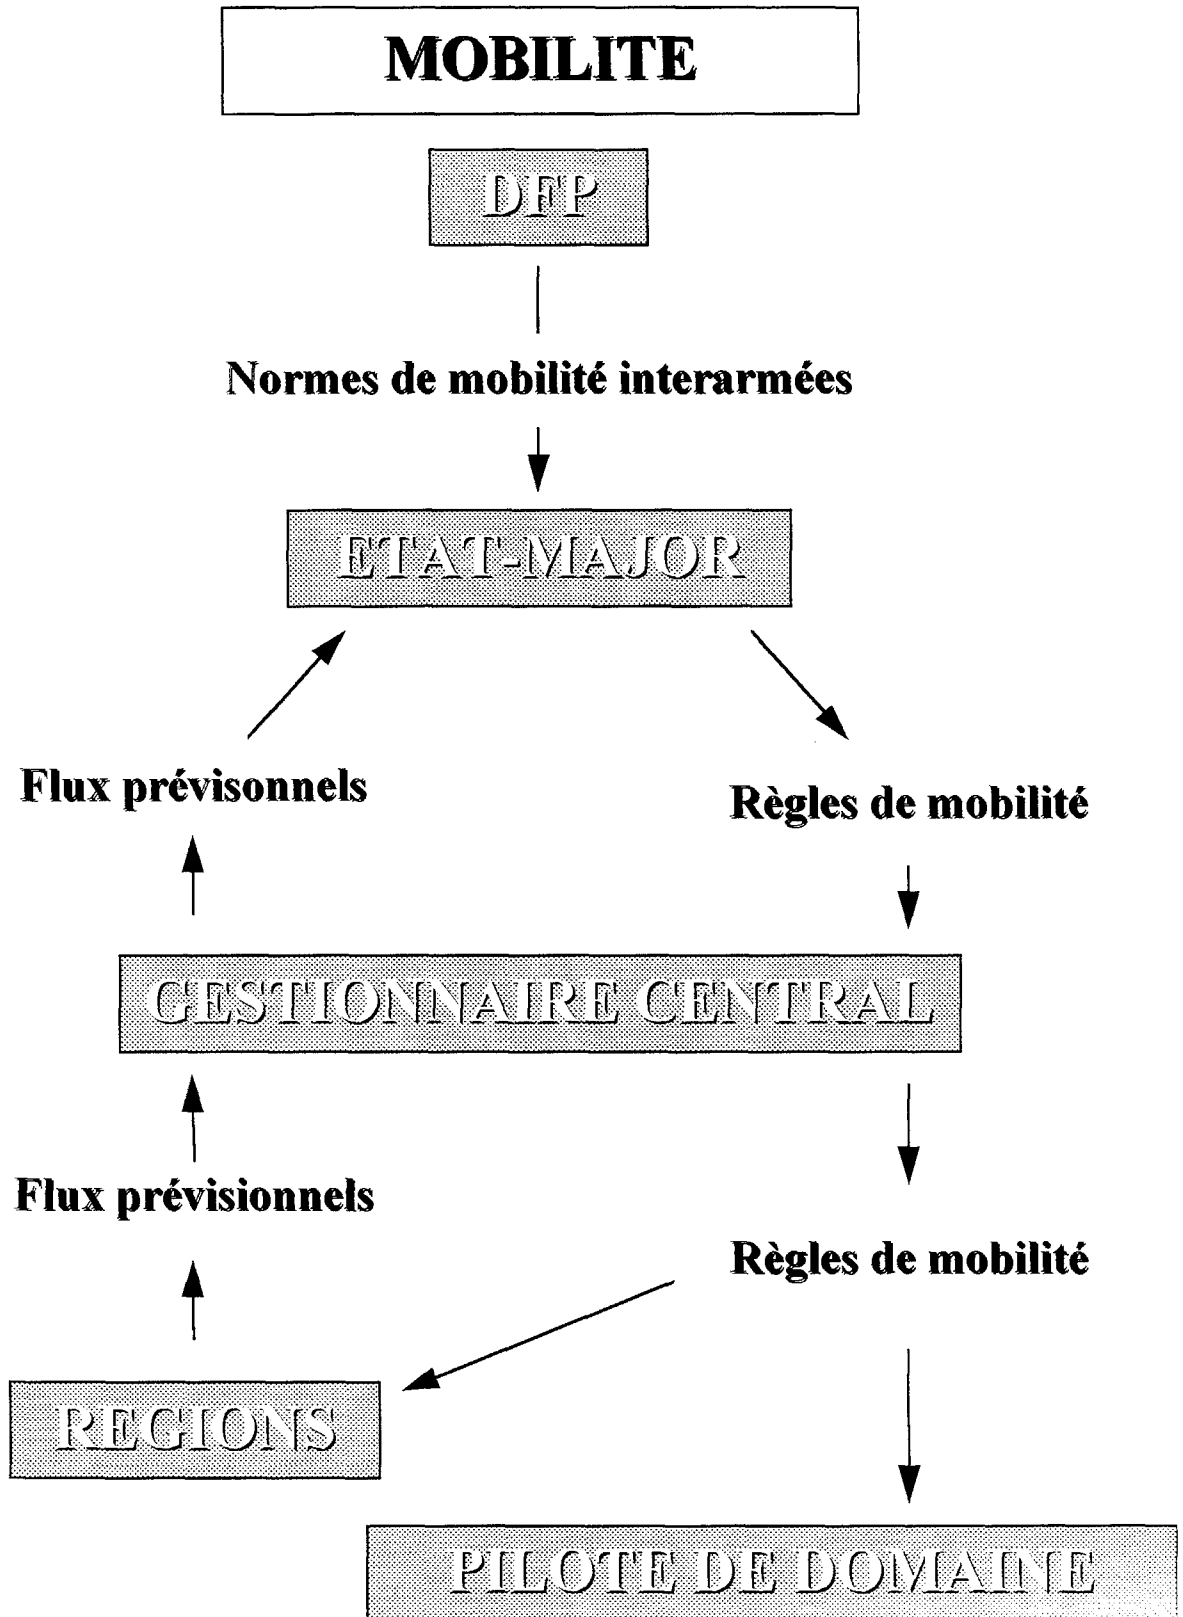 MOBILITE
DFP
Normes de mobilité interarmées
ETAT-MAJOR
Flux prévisonnels
Règles de mobilité
GESTIONNAIRE CENTRAL
Flux prévisionnels
Règles de mobilité
REGIONS
PILOTE DE DOMAINE